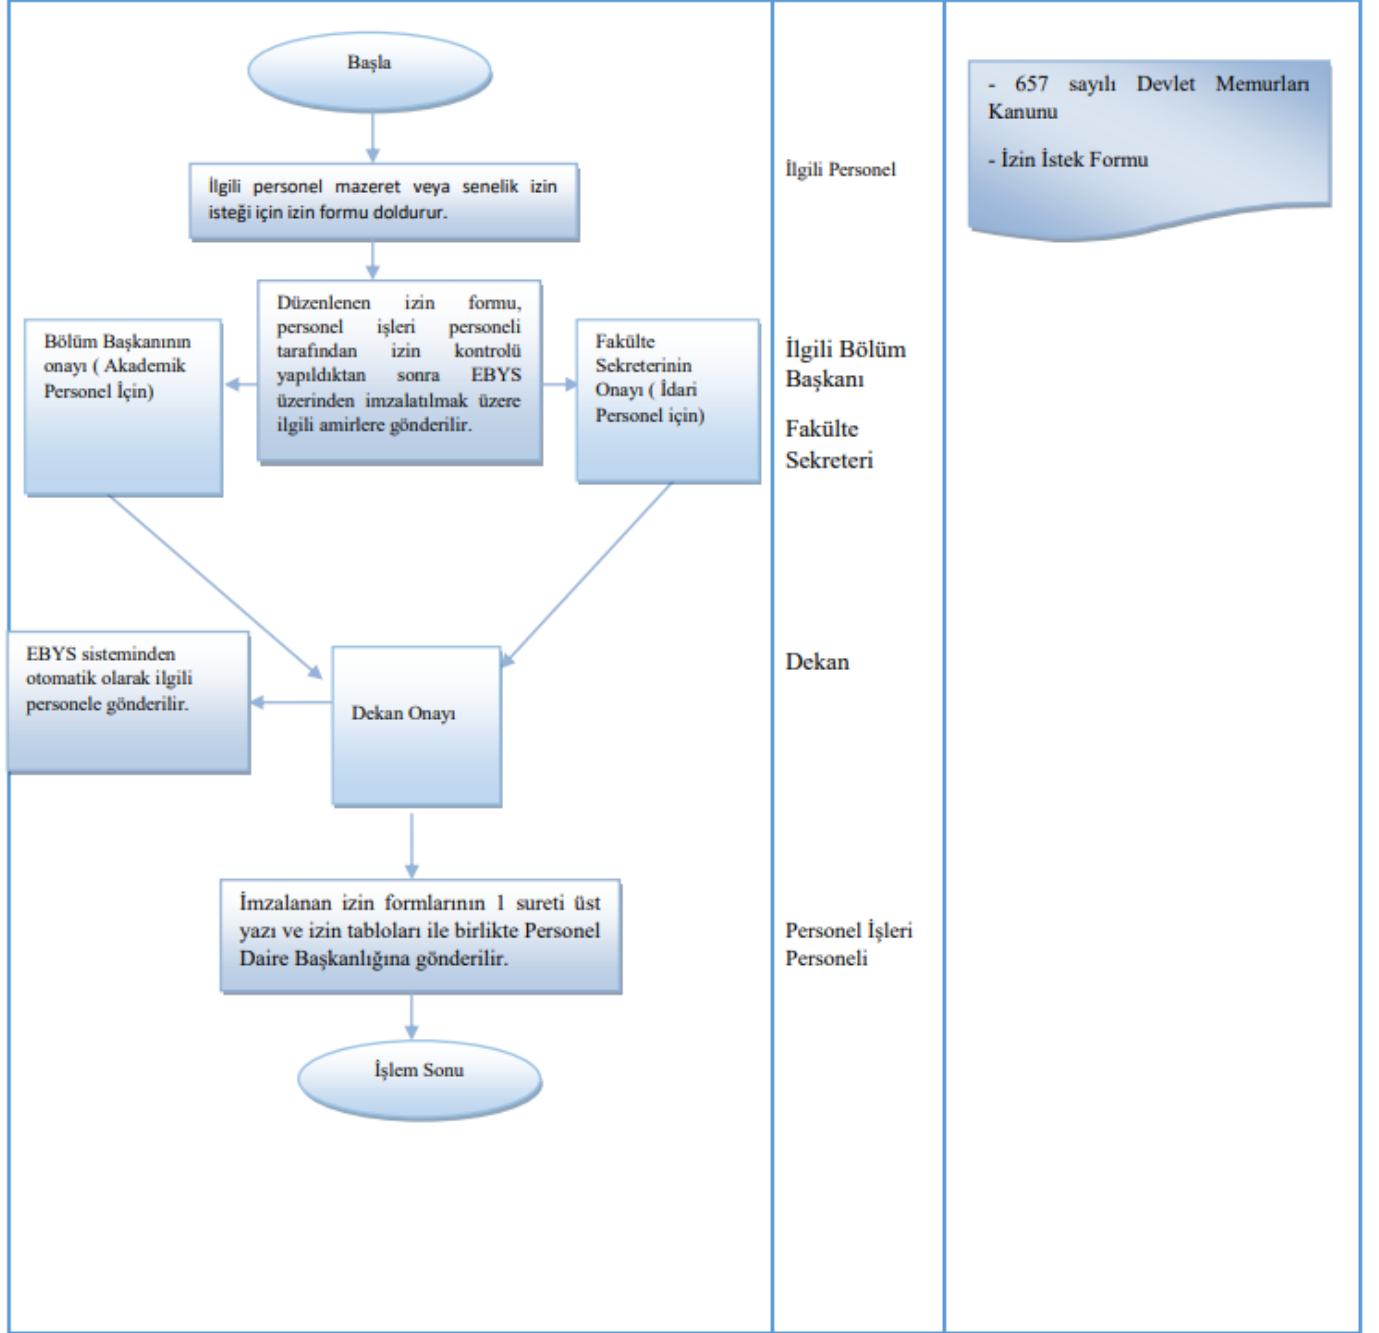 Başla
- 657 sayılı Devlet Memurları
Kanunu
- İzin İstek Formu
İlgili personel mazeret veya senelik izin
isteği için izin formu doldurur.
İlgili Personel
Düzenlenen izin formu,
personel işleri personeli
tarafından izin kontrolü
yapıldıktan sonra EBYS
üzerinden imzalatılmak üzere
ilgili amirlere gönderilir.
Bölüm Başkanının
onayı ( Akademik
Personel İçin)
Fakülte
Sekreterinin
Onayı ( İdari
Personel için)
İlgili Bölüm
Başkanı
Fakülte
Sekreteri
EBYS sisteminden
otomatik olarak ilgili
personele gönderilir.
Dekan Onayı
Dekan
İmzalanan izin formlarının 1 sureti üst
yazı ve izin tabloları ile birlikte Personel
Daire Başkanlığına gönderilir.
Personel İşleri
Personeli
İşlem Sonu